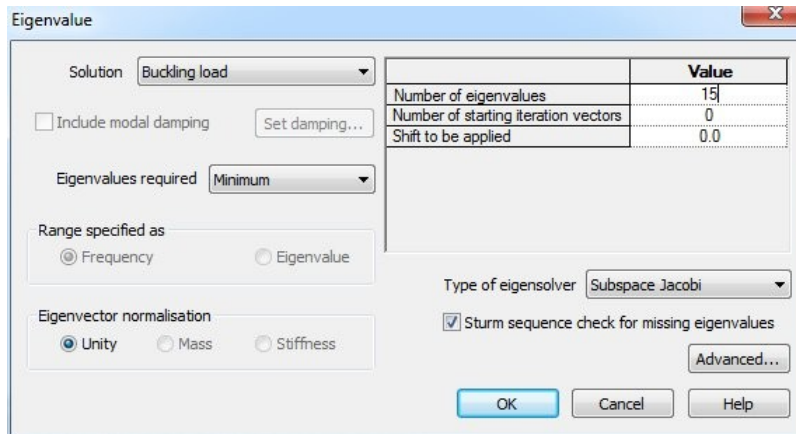 Eigenvalue
X
Solution Buckling load
Include modal damping Set damping...
Eigenvalues required Minimum
Range specified as
Frequency Eigenvalue
Eigenvector normalisation
Unity Mass Stiffness
Value
Number of eigenvalues 15
Number of starting iteration vectors 0
Shift to be applied 0.0
Type of eigensolver Subspace Jacobi
Sturm sequence check for missing eigenvalues
Advanced...
OK Cancel Help